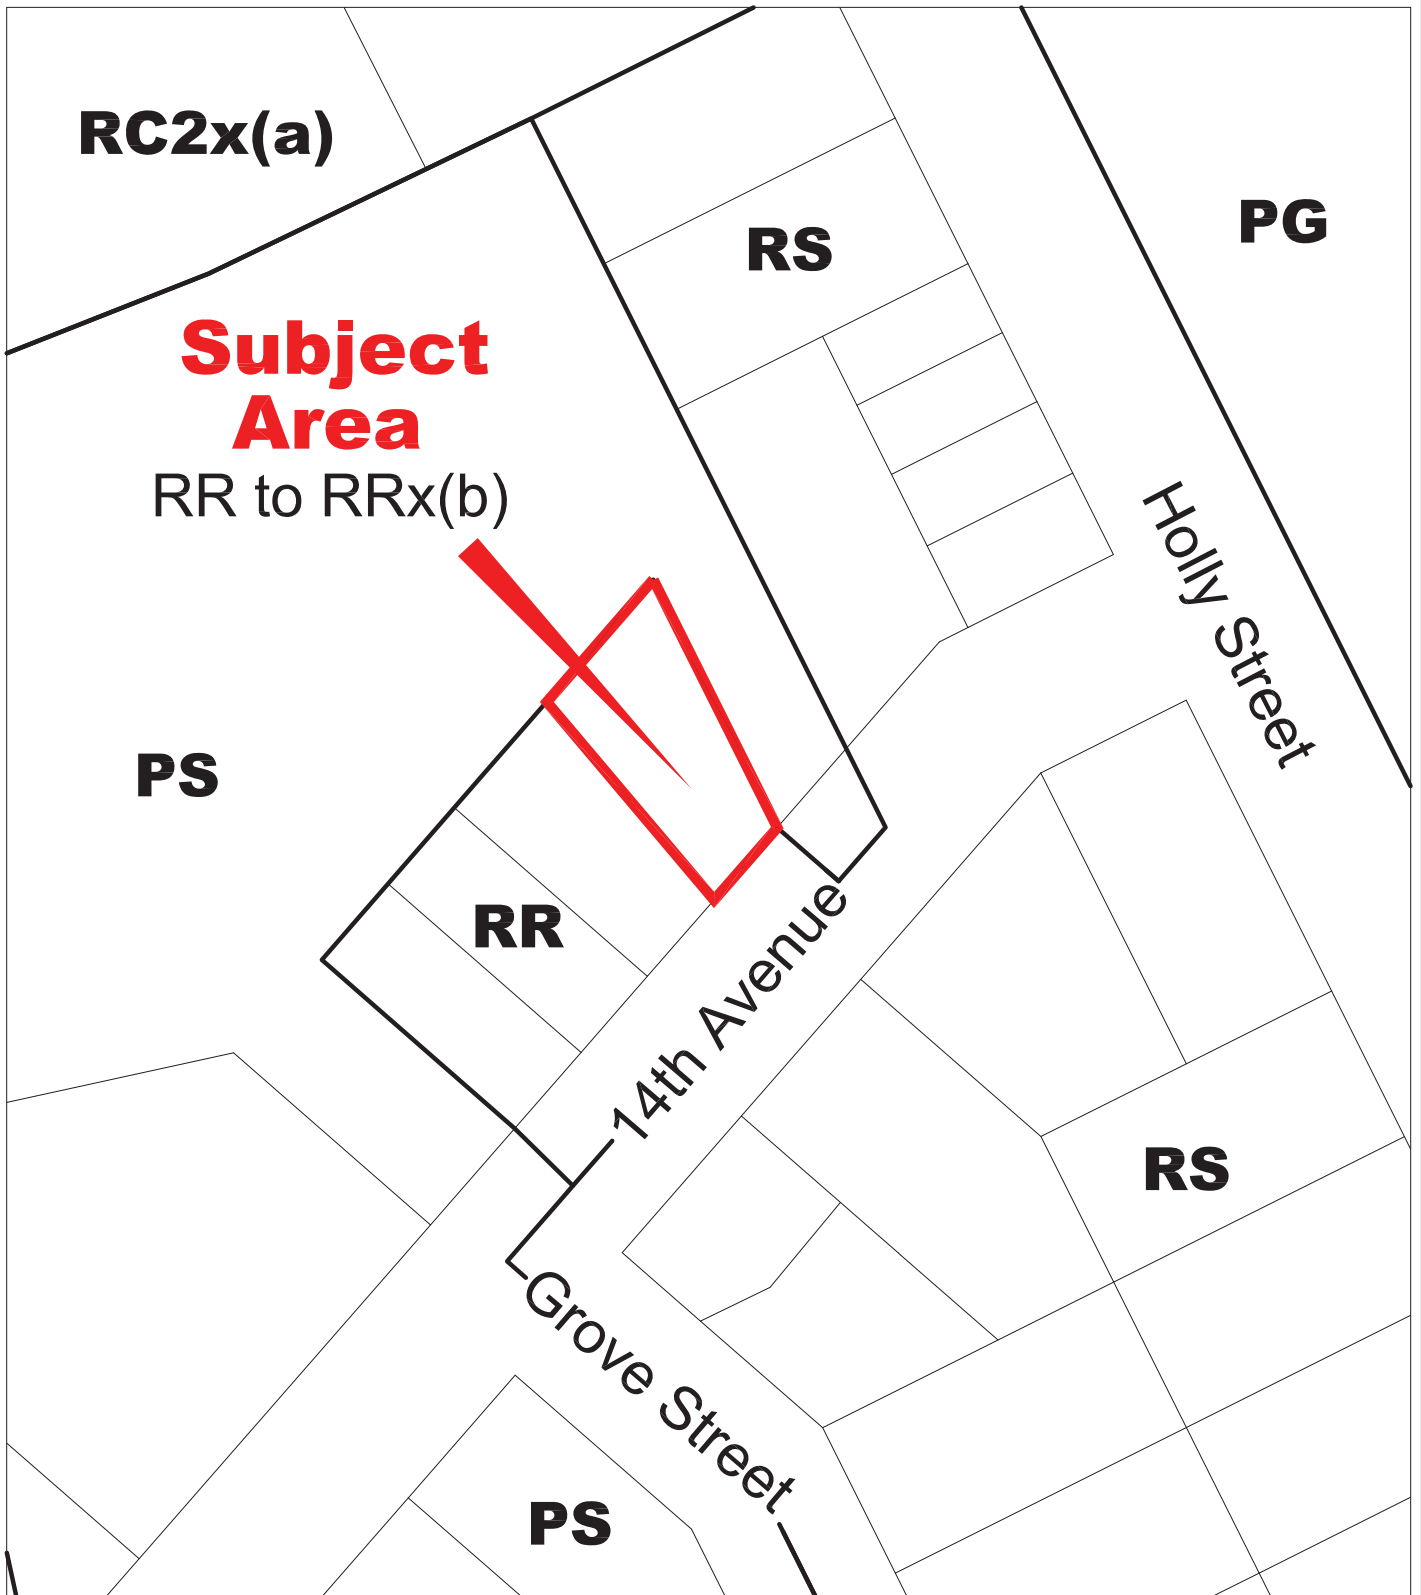 RC2x(a)
PG
RS
Subject
Area
RR to RRx(b)
Holly Street
PS
RR
14th Avenue
RS
Grove Street
PS